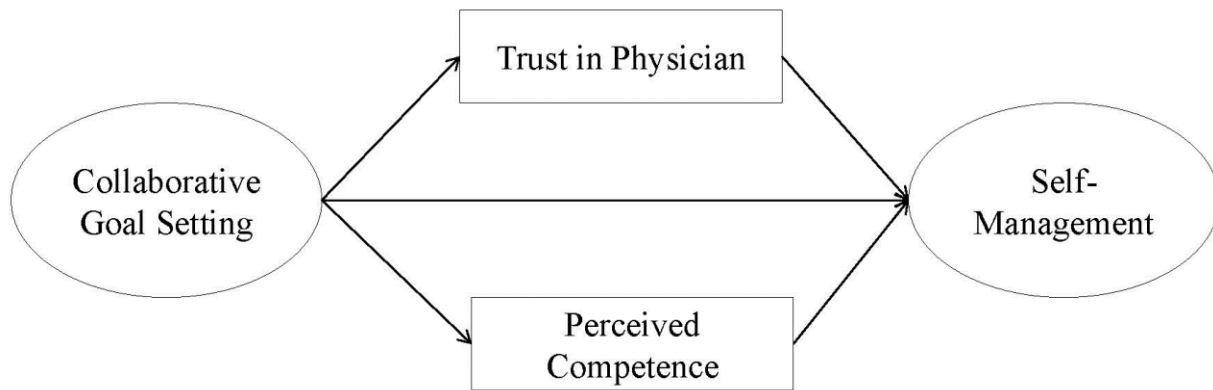 Trust in Physician
Collaborative
Goal Setting
Self-
Management
Perceived
Competence